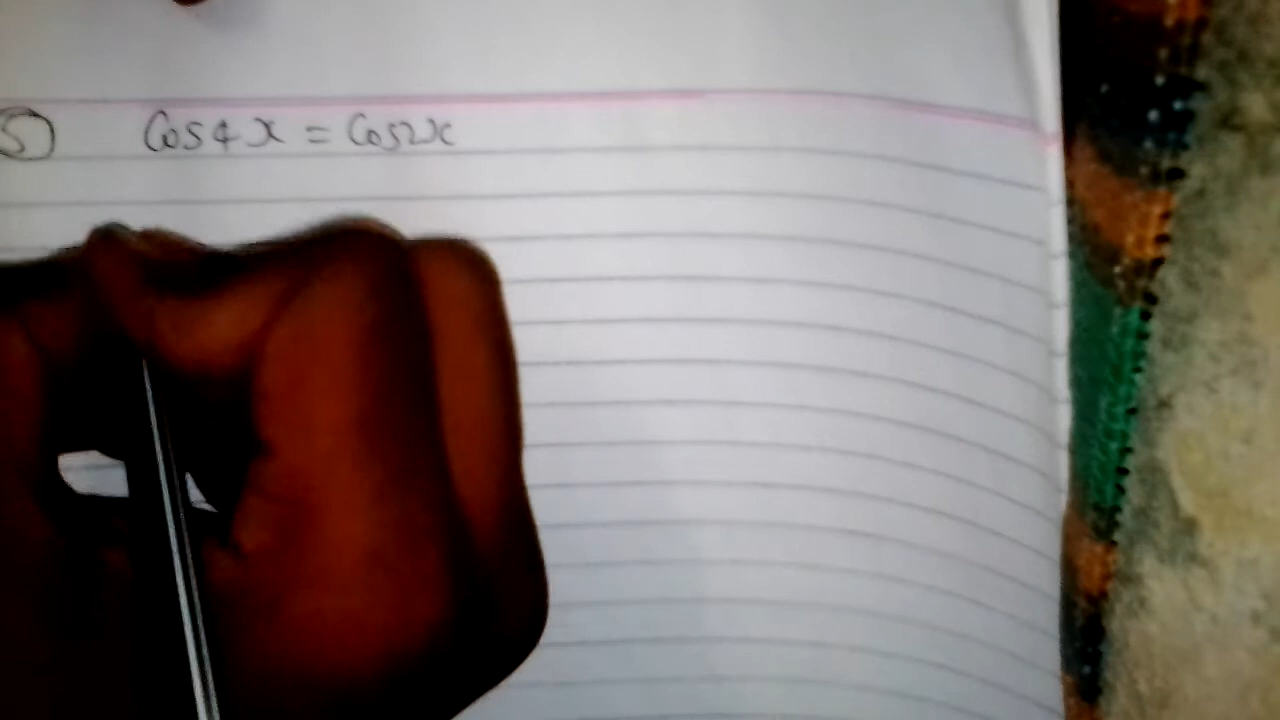 5) Cos4x = Cos2x